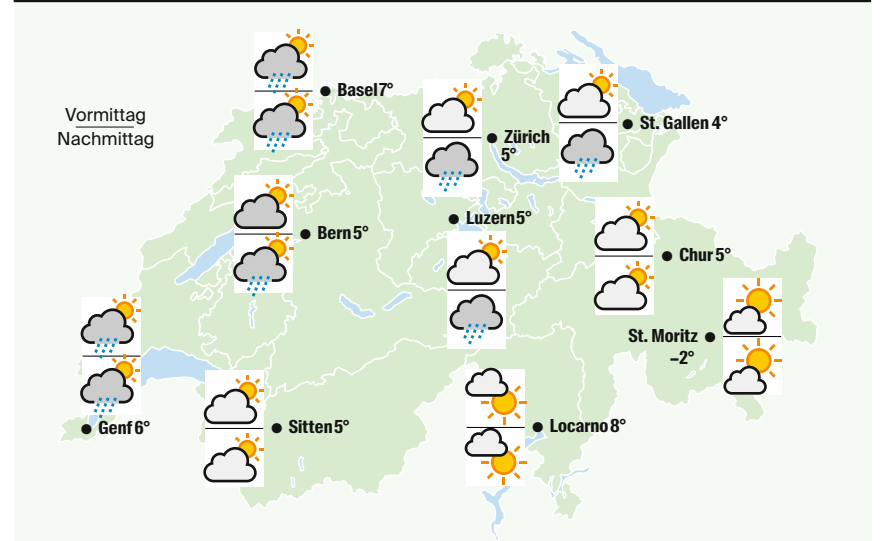 Vormittag
Nachmittag
Basel 7°
Zürich
5°
St. Gallen 4°
Bern 5°
Luzern 5°
Chur 5°
St. Moritz
–2°
Genf 6°
Sitten 5°
Locarno 8°